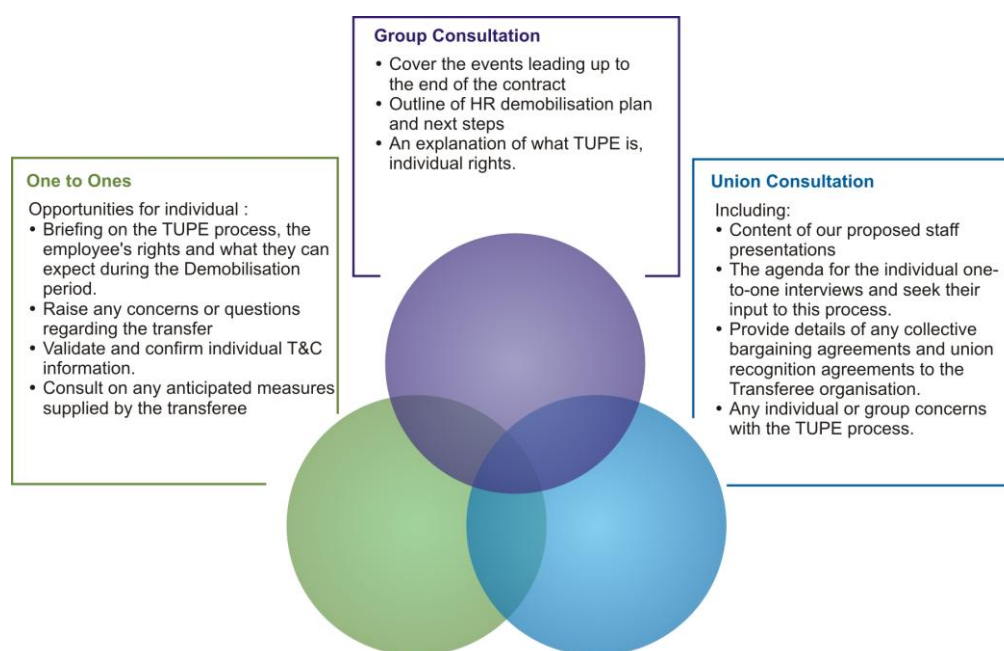 Group Consultation
• Cover the events leading up to
the end of the contract
• Outline of HR demobilisation plan
and next steps
• An explanation of what TUPE is,
individual rights.
One to Ones
Opportunities for individual :
• Briefing on the TUPE process, the
employee's rights and what they can
expect during the Demobilisation
period.
• Raise any concerns or questions
regarding the transfer
• Validate and confirm individual T&C
information.
• Consult on any anticipated measures
supplied by the transferee
Union Consultation
Including:
• Content of our proposed staff
presentations
• The agenda for the individual one-
to-one interviews and seek their
input to this process.
• Provide details of any collective
bargaining agreements and union
recognition agreements to the
Transferee organisation.
• Any individual or group concerns
with the TUPE process.